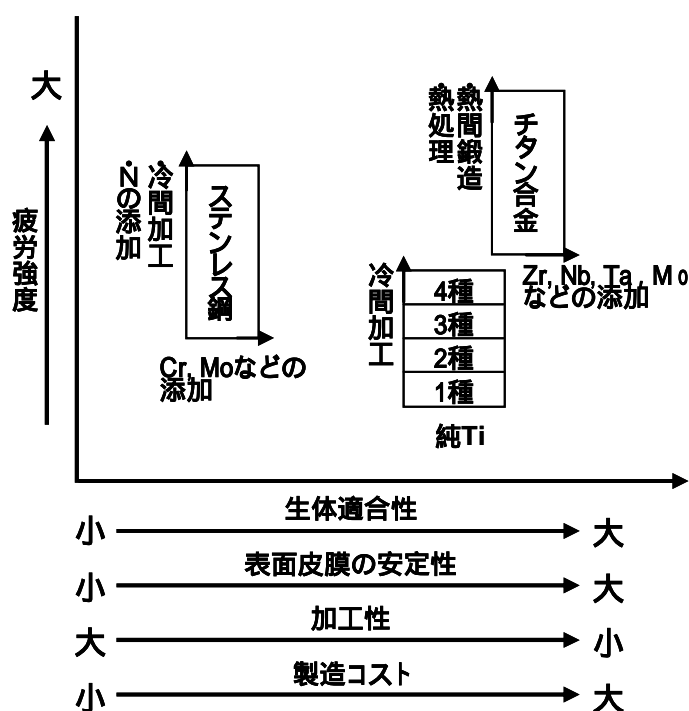 大
疲労強度
・Nの添加
・冷間加工
ステンレス鋼
Cr, Moなどの
添加
冷間加工
4種
3種
2種
1種
純Ti
・熱処理
・熱間鍛造
チタン合金
Zr, Nb, Ta, Mo
などの添加
生体適合性
小 大
表面皮膜の安定性
小 大
加工性
大 小
製造コスト
小 大